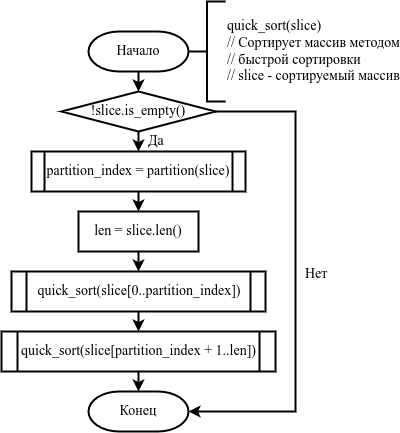 quick_sort(slice)
// Сортирует массив методом
// быстрой сортировки
// slice - сортируемый массив
Начало
!slice.is_empty()
Да
partition_index = partition(slice)
len = slice.len()
quick_sort(slice[0..partition_index])
Нет
quick_sort(slice[partition_index + 1..len])
Конец